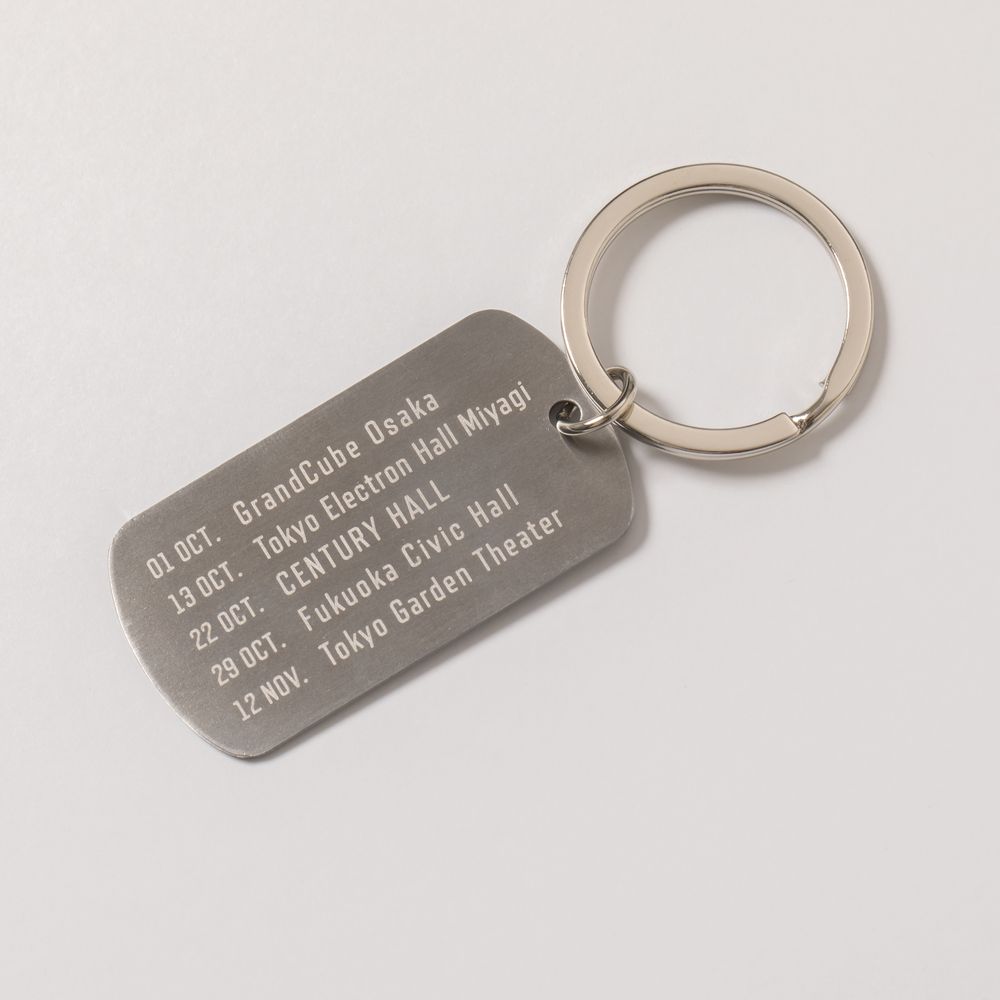 01 OCT. GrandCube Osaka
13 OCT. Tokyo Electron Hall Miyagi
22 OCT. CENTURY HALL
29 OCT. Fukuoka Civic Hall
12 NOV. Tokyo Garden Theater